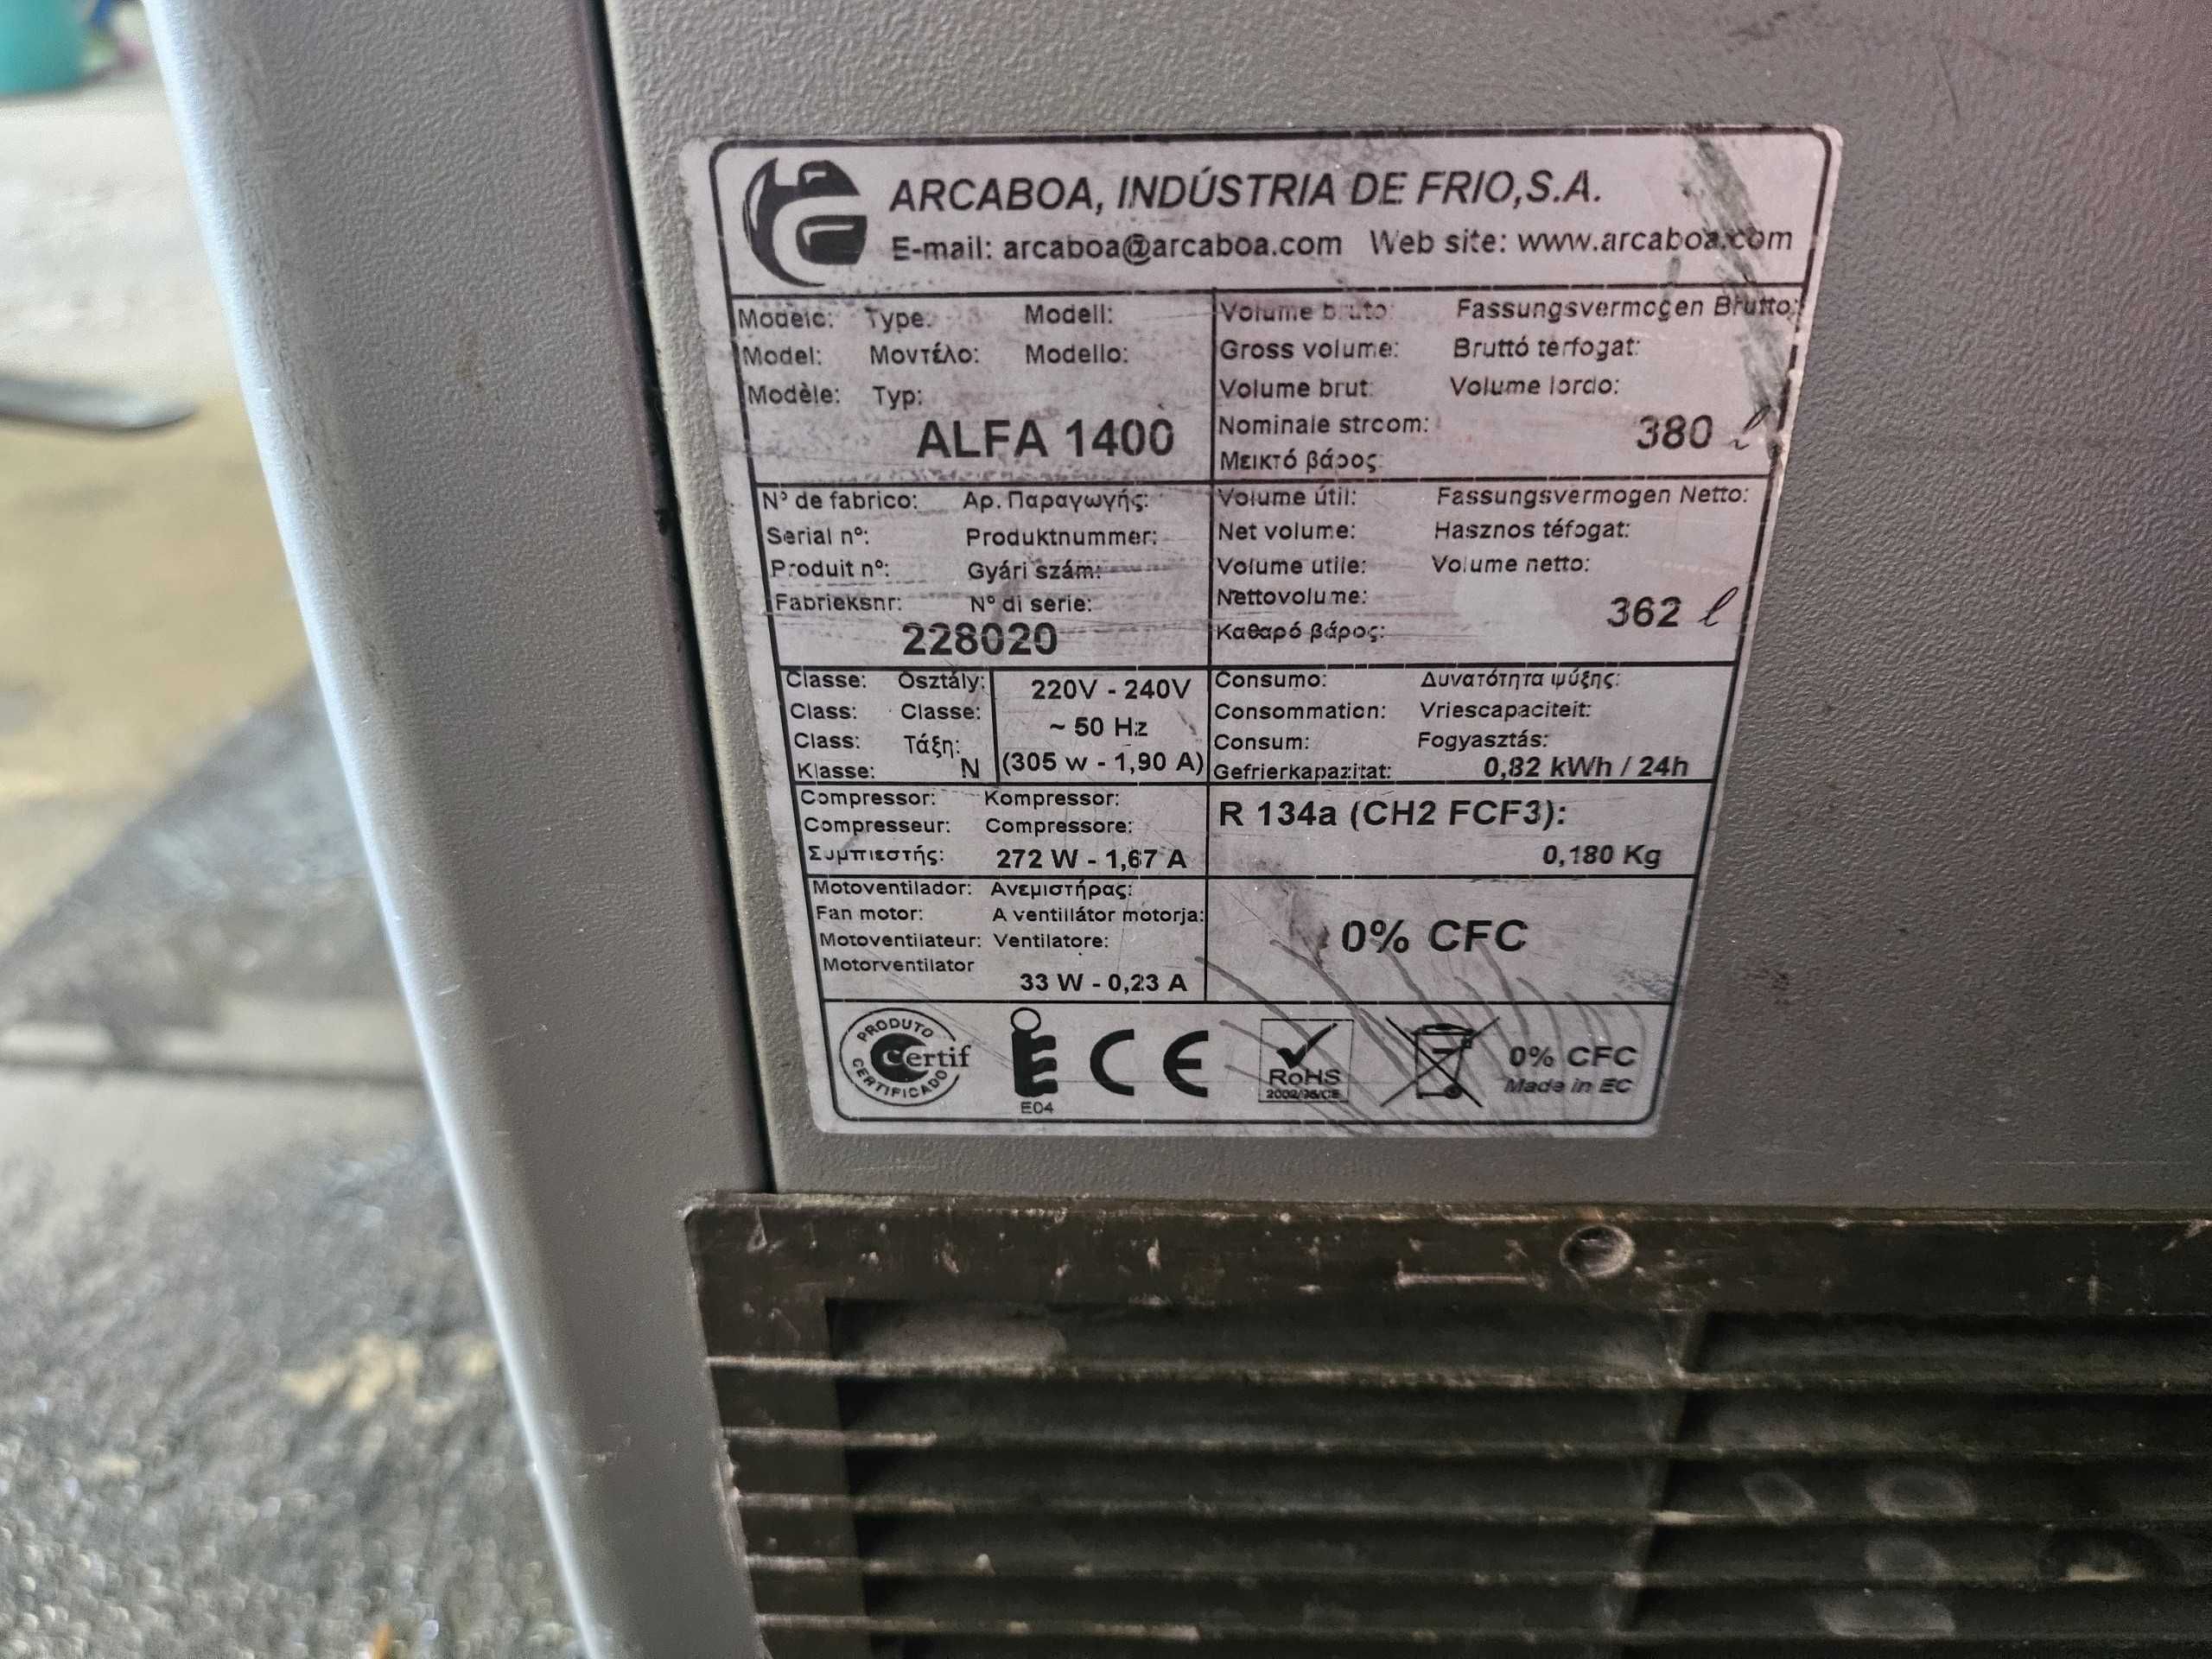 ARCABOA, INDÚSTRIA DE FRIO,S.A.
E-mail: arcaboa@arcaboa.com Web site: www.arcaboa.com
Modelo: Type: Modell:
Model: Μοντέλο: Modello:
Modèle: Typ:
ALFA 1400
Volume bruto: Fassungsvermogen Brutto:
Gross volume: Bruttó térfogat:
Volume brut: Volume lordo:
Nominale stroom:
Μεικτό βάρος:
380 ℓ
Nº de fabrico: Αρ. Παραγωγής:
Serial nº: Produktnummer:
Produit nº: Gyári szám:
Fabrieksnr: Nº di serie:
228020
Volume útil: Fassungsvermogen Netto:
Net volume: Hasznos téfogat:
Volume utile: Volume netto:
Nettovolume:
Καθαρό βάρος:
362 ℓ
Classe: Osztály:
Class: Classe:
Class: Τάξη:
Klasse: N
220V - 240V
~ 50 Hz
(305 w - 1,90 A)
Consumo: Δυνατότητα ψύξης:
Consommation: Vriescapaciteit:
Consum: Fogyasztás:
Gefrierkapazitat: 0,82 kWh / 24h
Compressor: Kompressor:
Compresseur: Compressore:
Συμπιεστής: 272 W - 1,67 A
R 134a (CH2 FCF3):
0,180 Kg
Motoventilador: Ανεμιστήρας:
Fan motor: A ventillátor motorja:
Motoventilateur: Ventilatore:
Motorventilator
33 W - 0,23 A
0% CFC
PRODUTO
Certif
CERTIFICADO
E04
CE
RoHS
2002/95/CE
0% CFC
Made in EC